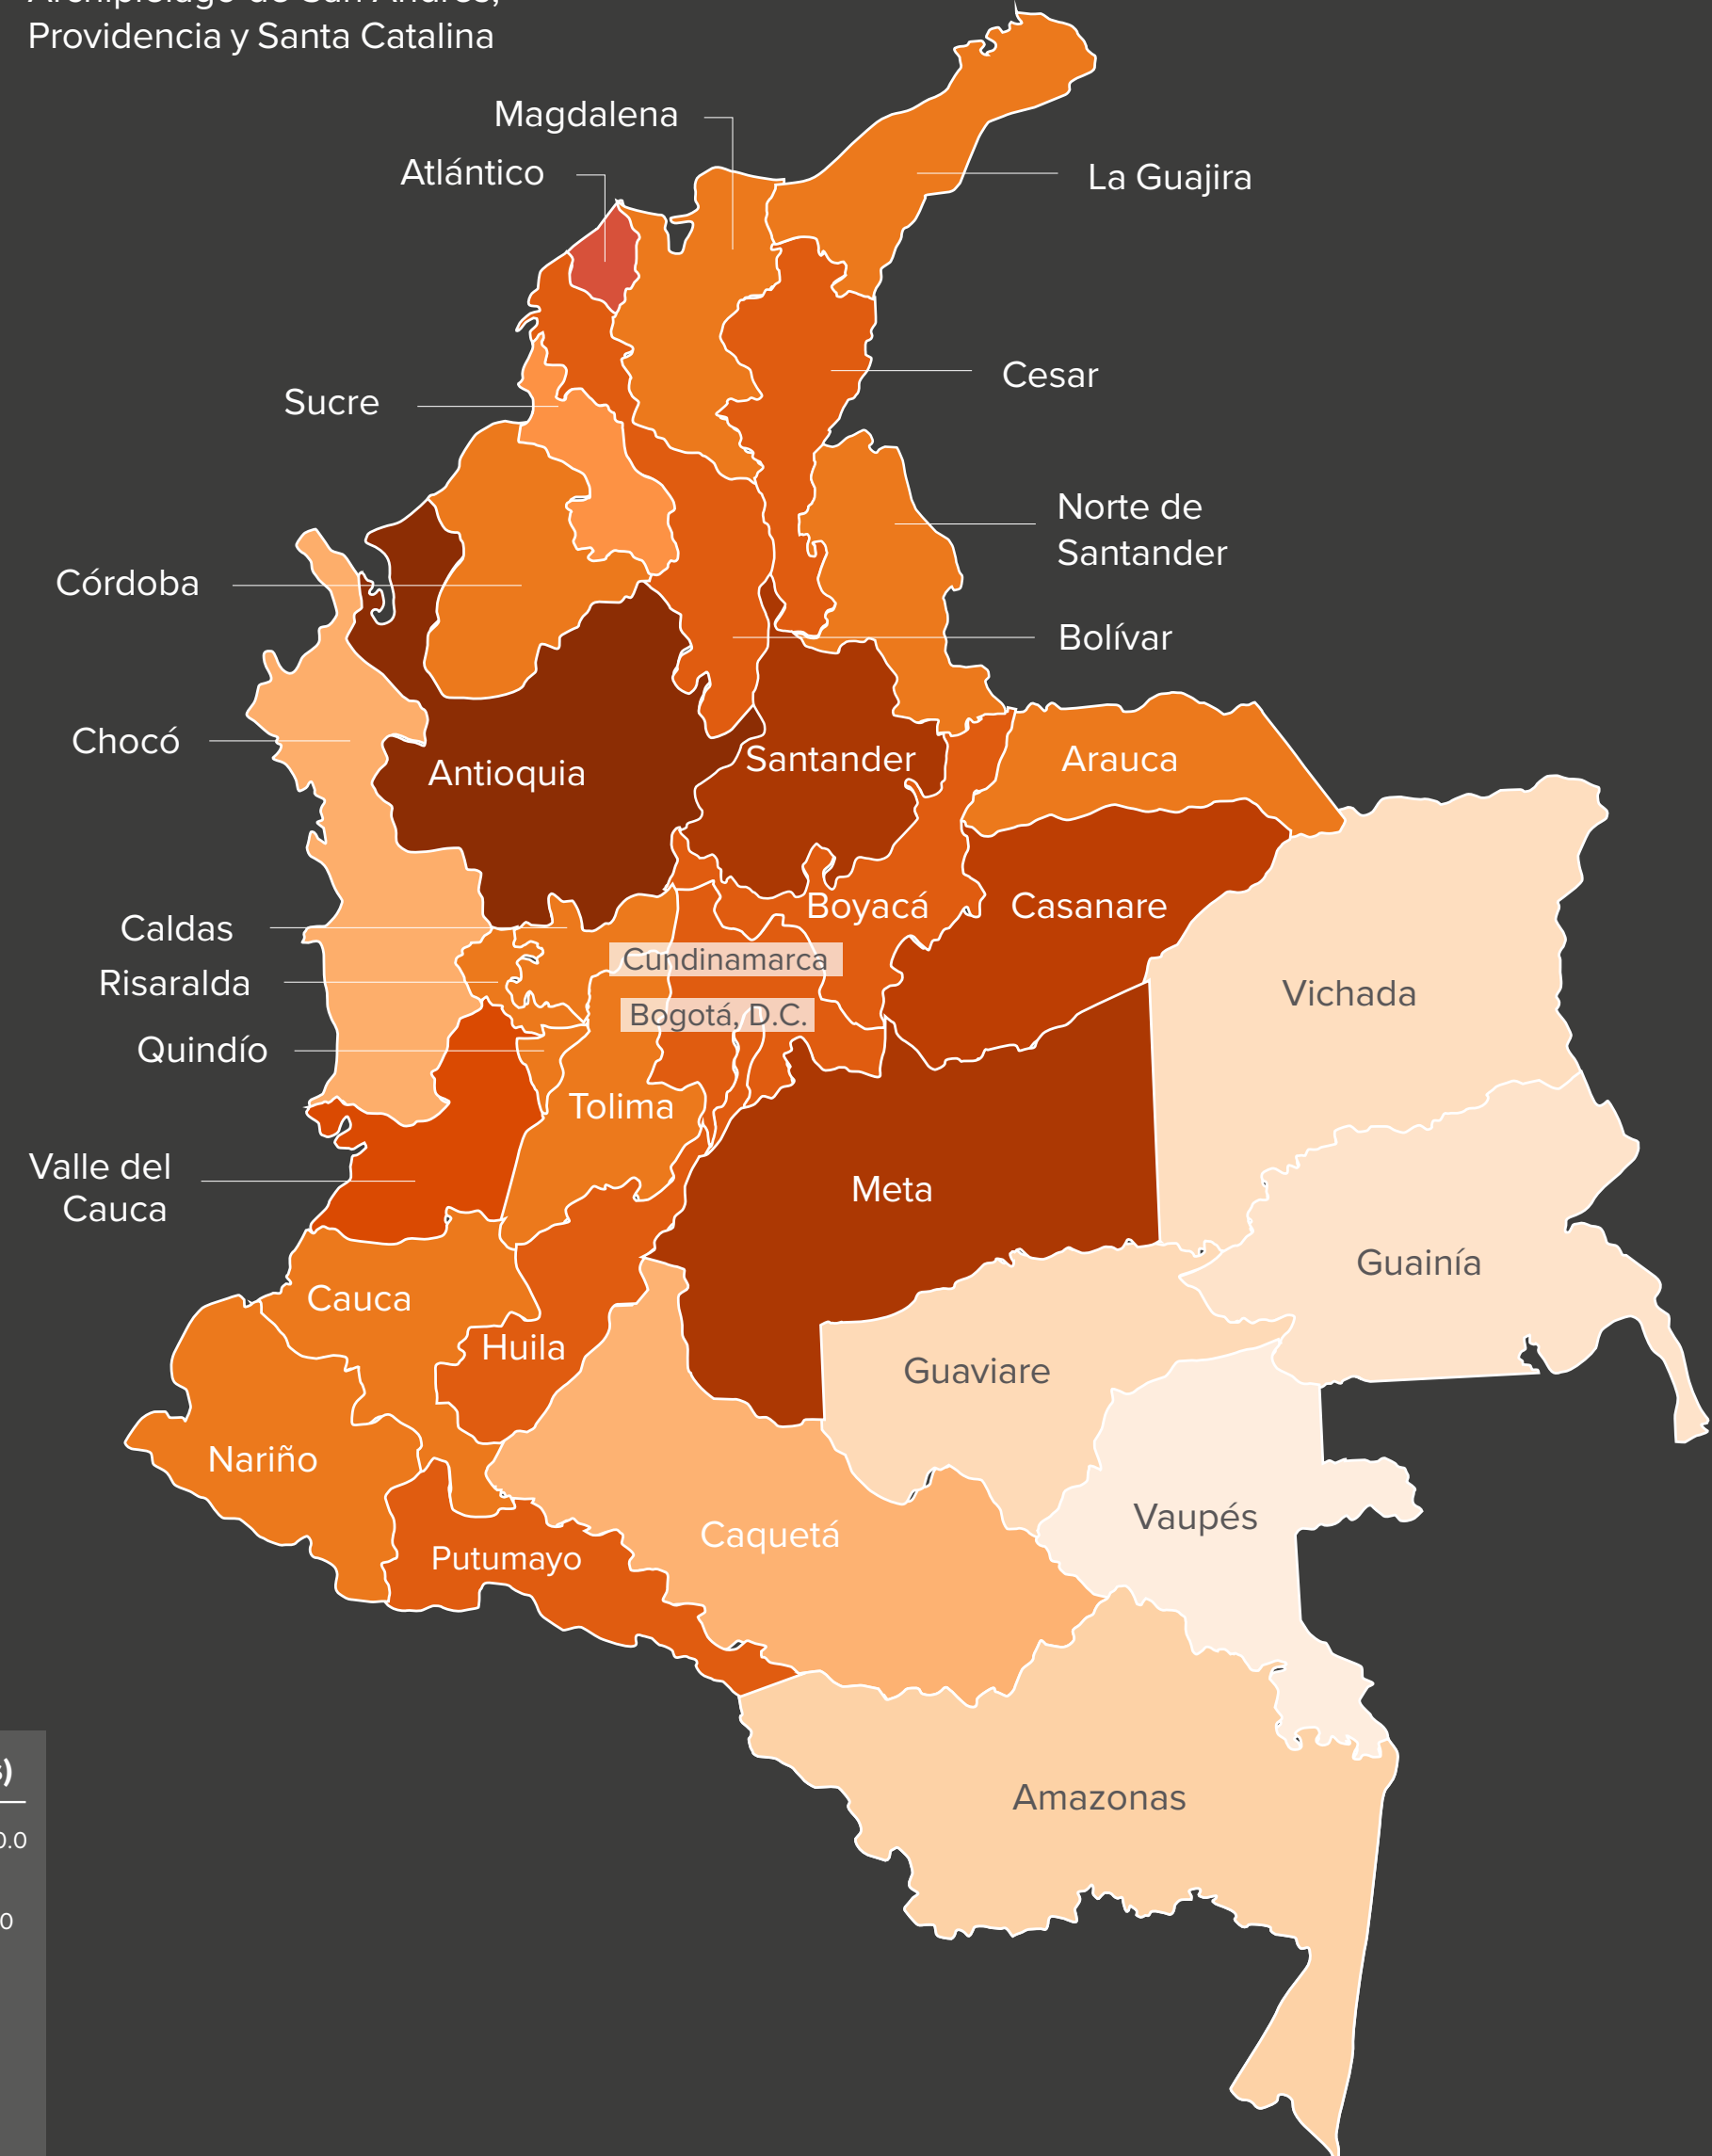 Providencia y Santa Catalina
Magdalena
Atlántico
La Guajira
Cesar
Sucre
Norte de
Santander
Córdoba
Bolívar
Chocó
Santander
Arauca
Antioquia
Boyacá
Casanare
Caldas
Cundinamarca
Risaralda
Vichada
Bogotá, D.C.
Quindío
Tolima
Valle del
Cauca
Meta
Guainía
Cauca
Huila
Guaviare
Nariño
Vaupés
Caquetá
Putumayo
Amazonas